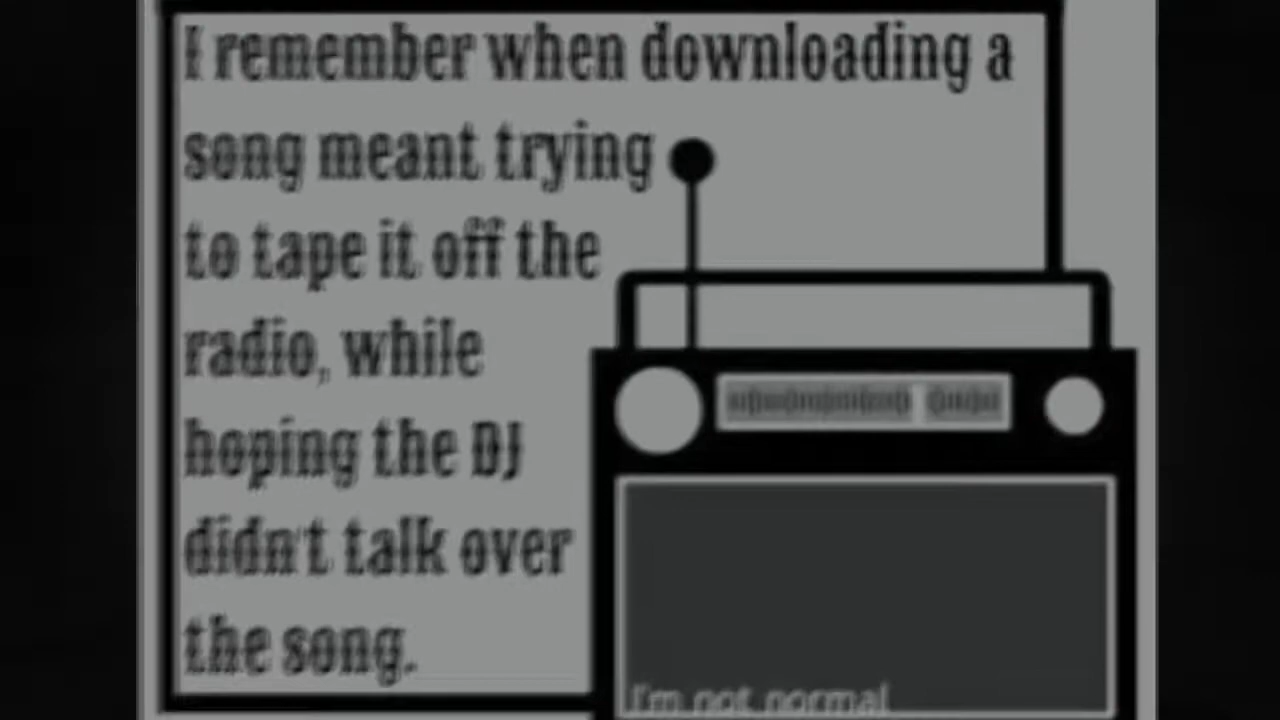 I remember when downloading a
song meant trying
to tape it off the
radio, while
hoping the DJ
didn't talk over
the song.
I'm not normal